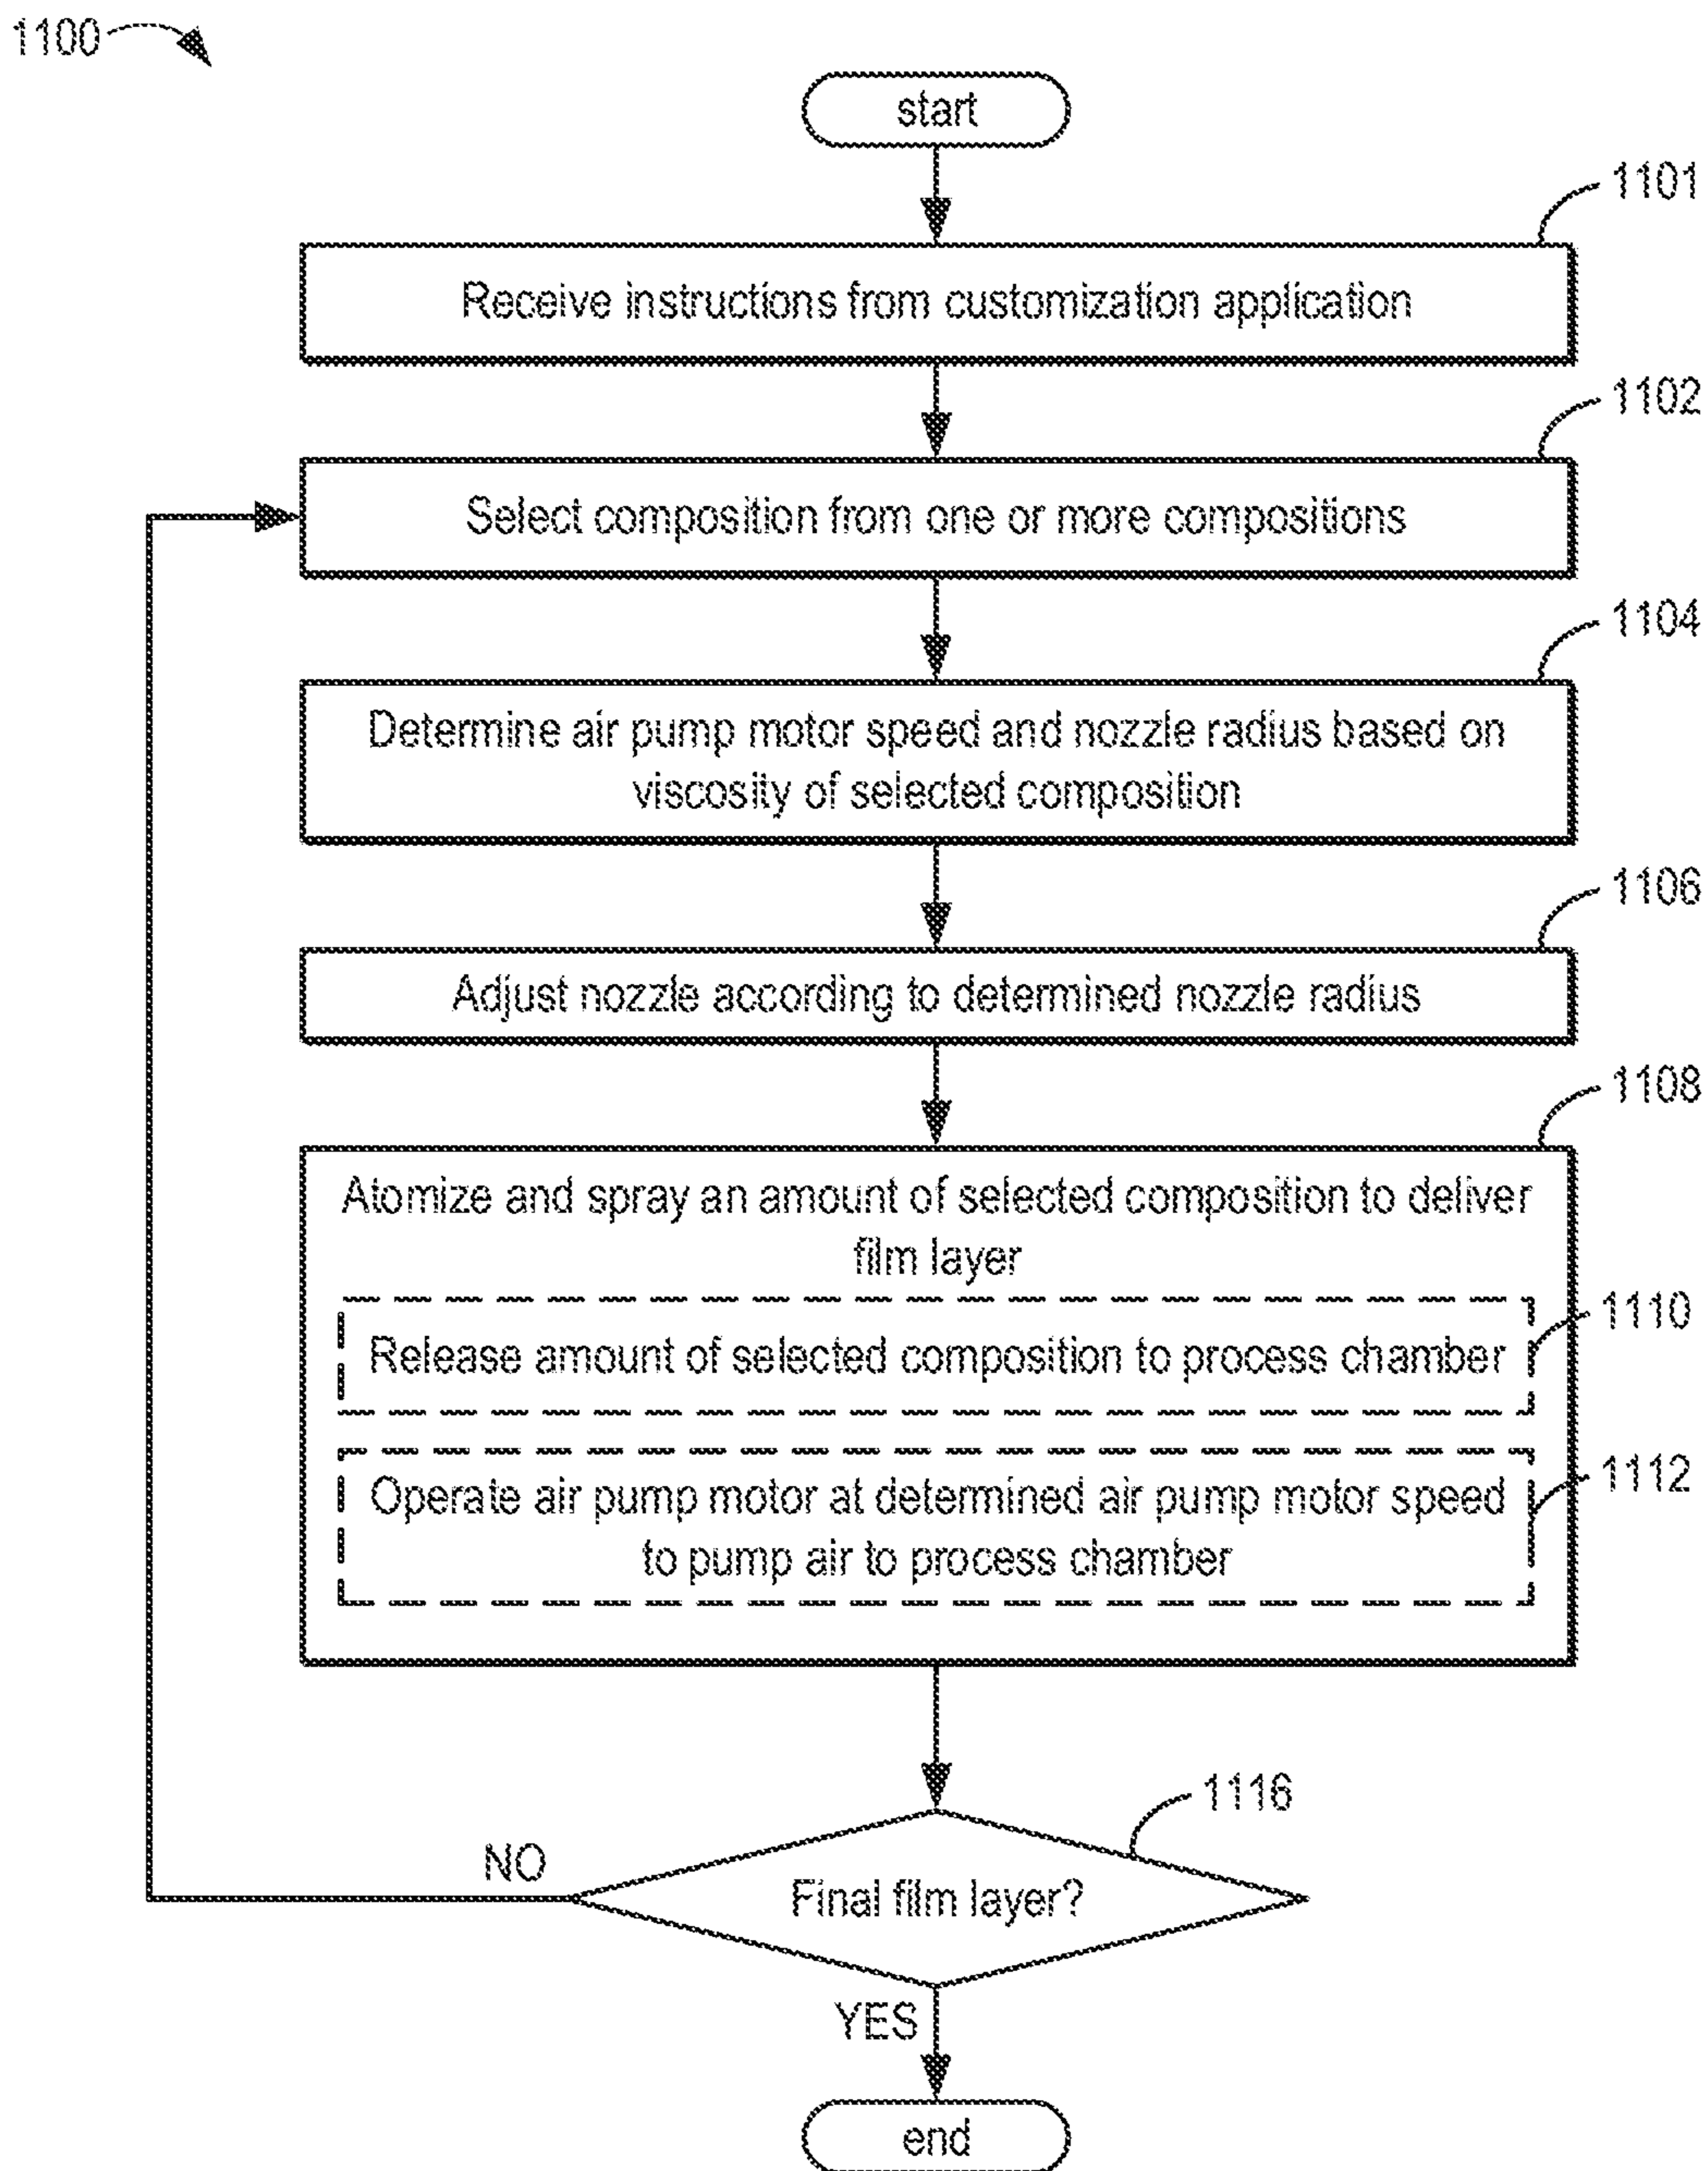 1100
start
1101
Receive instructions from customization application
1102
Select composition from one or more compositions
1104
Determine air pump motor speed and nozzle radius based on
viscosity of selected composition
1106
Adjust nozzle according to determined nozzle radius
1108
Atomize and spray an amount of selected composition to deliver
film layer
1110
Release amount of selected composition to process chamber
1112
Operate air pump motor at determined air pump motor speed
to pump air to process chamber
1116
NO
Final film layer?
YES
end